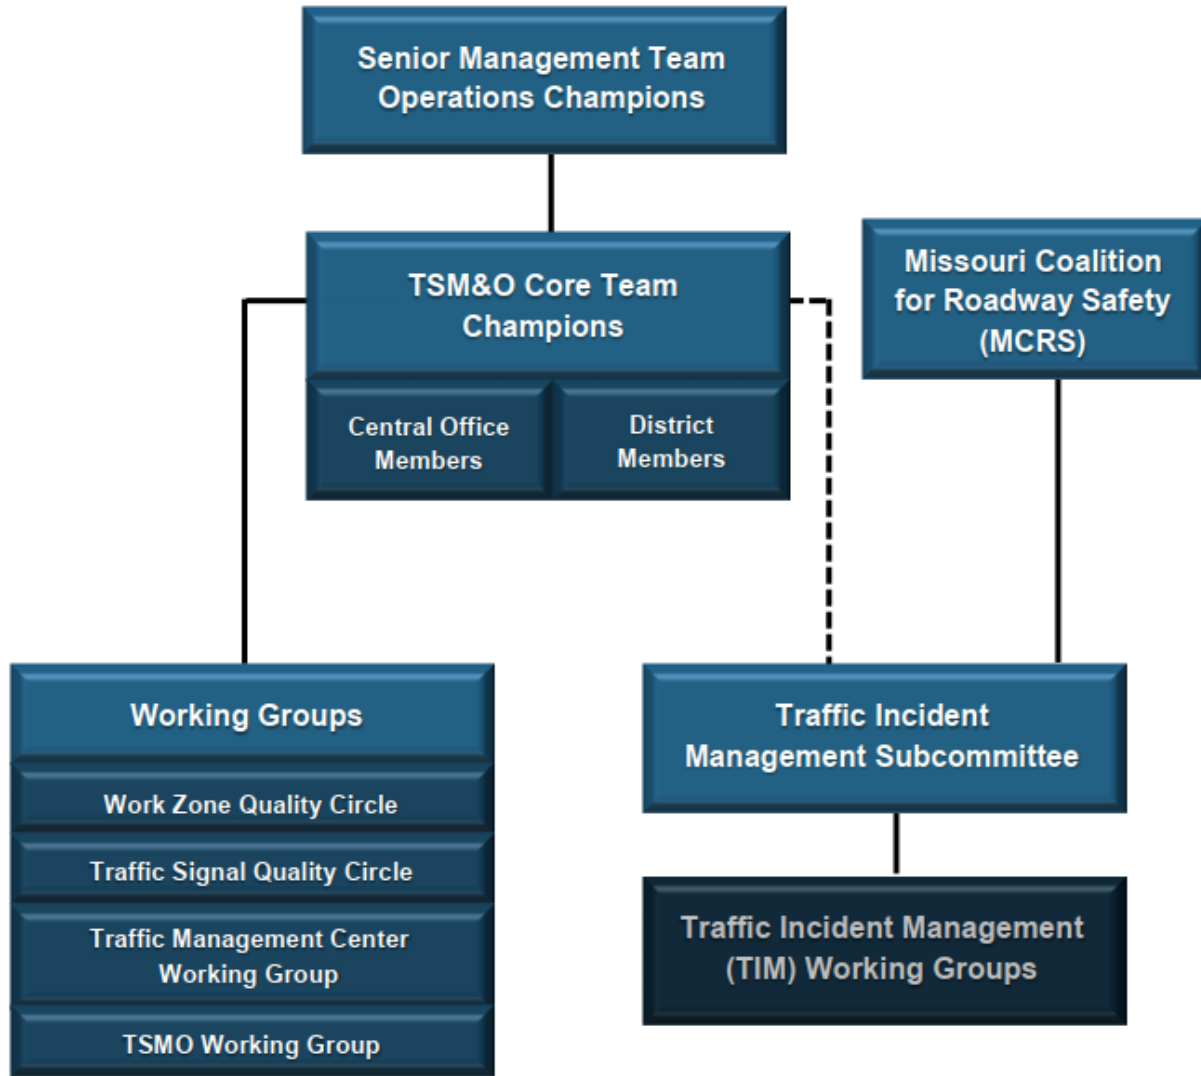 Senior Management Team
Operations Champions
TSM&O Core Team
Champions
Central Office
Members
District
Members
Missouri Coalition
for Roadway Safety
(MCRS)
Working Groups
Work Zone Quality Circle
Traffic Signal Quality Circle
Traffic Management Center
Working Group
TSMO Working Group
Traffic Incident
Management Subcommittee
Traffic Incident Management
(TIM) Working Groups